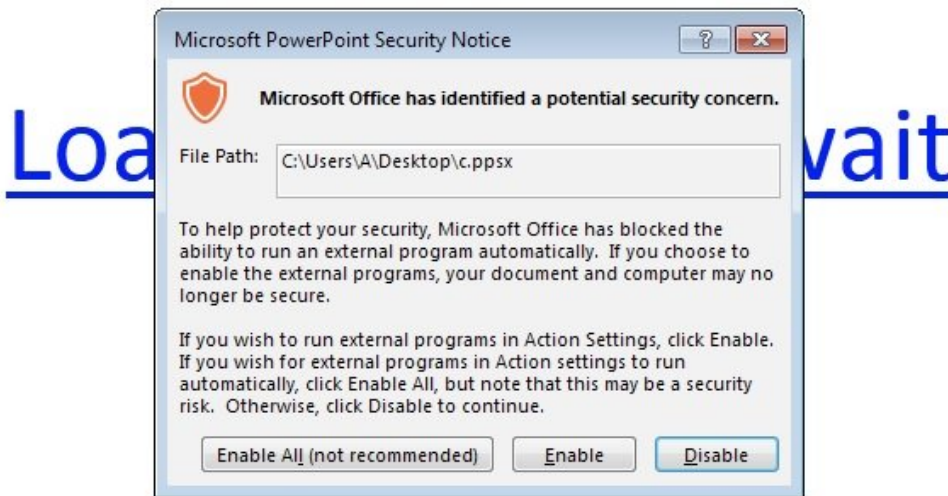 Microsoft PowerPoint Security Notice
Microsoft Office has identified a potential security concern.
Loa
vait
File Path:
C:\Users\A\Desktop\c.ppsx
To help protect your security, Microsoft Office has blocked the
ability to run an external program automatically. If you choose to
enable the external programs, your document and computer may no
longer be secure.
If you wish to run external programs in Action Settings, click Enable.
If you wish for external programs in Action settings to run
automatically, click Enable All, but note that this may be a security
risk. Otherwise, click Disable to continue.
Enable All (not recommended)
Enable
Disable